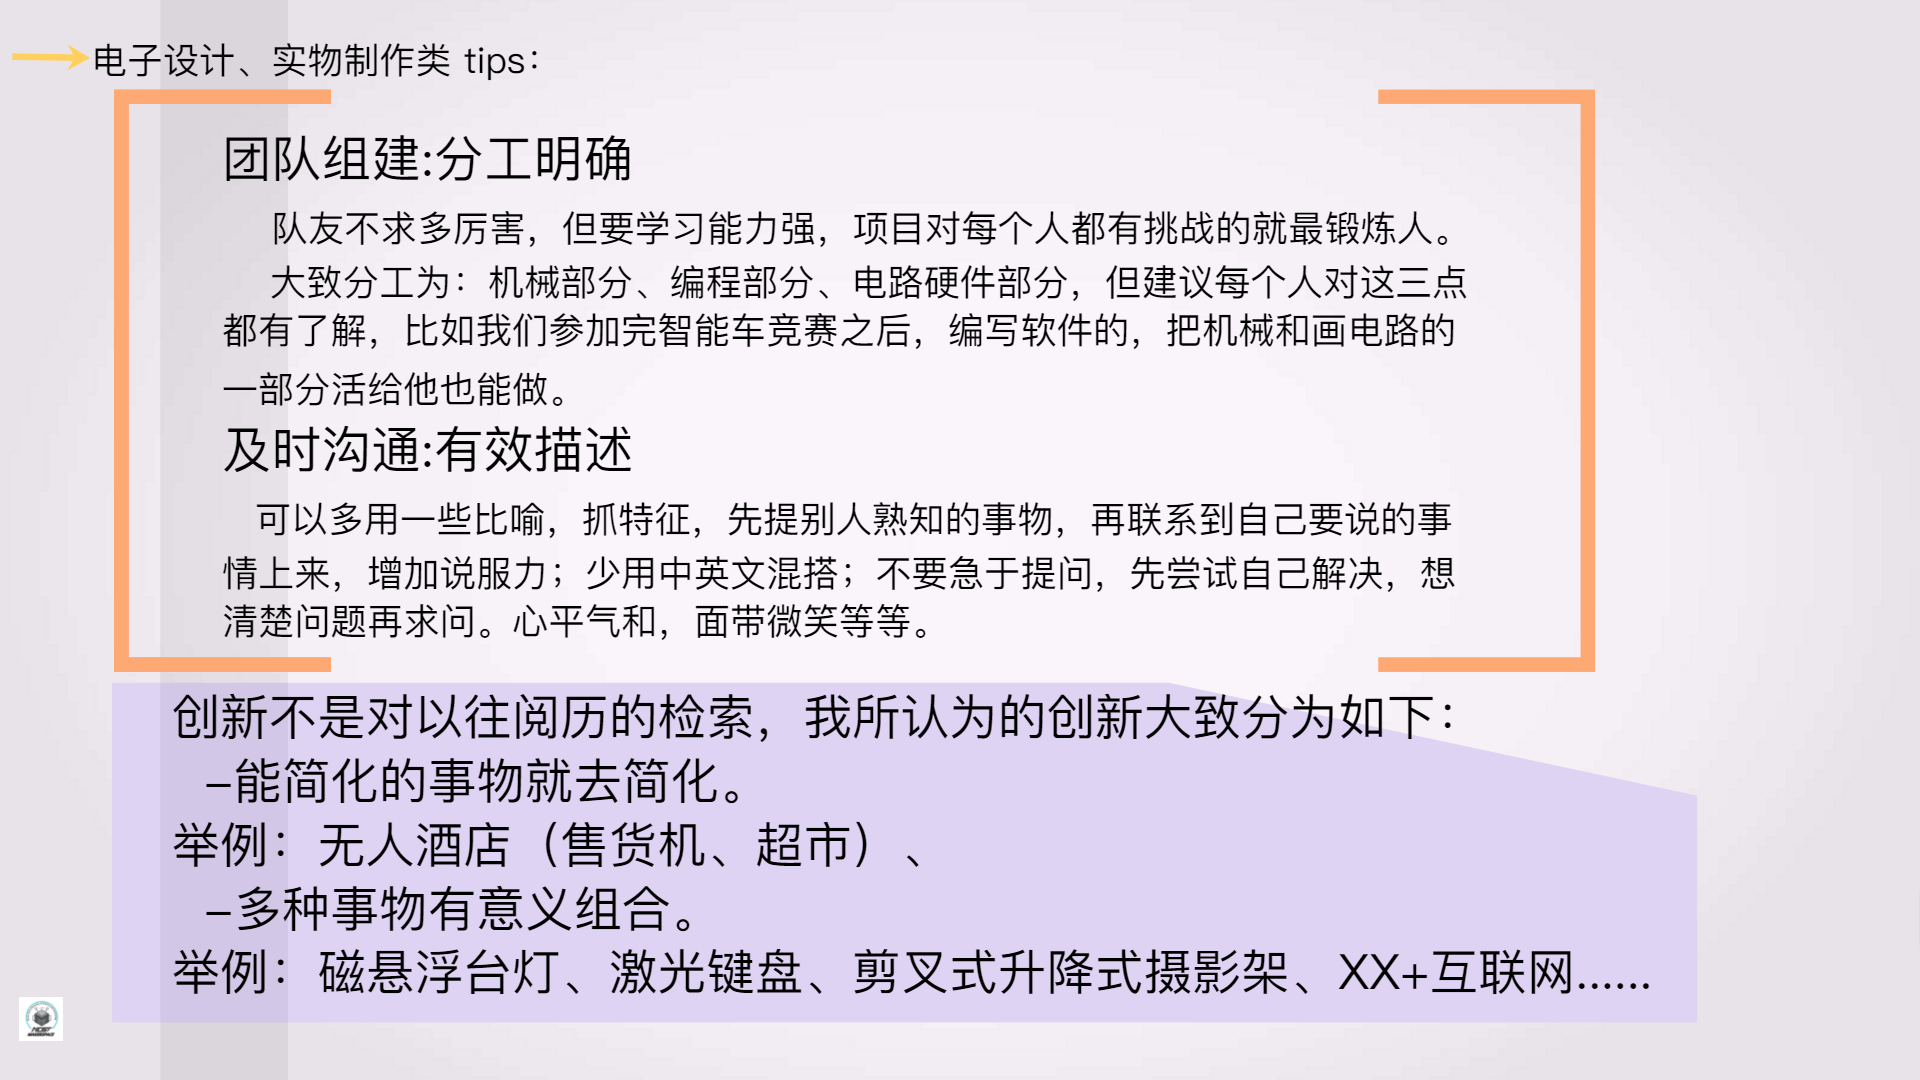 电子设计、实物制作类 tips：
团队组建:分工明确
队友不求多厉害，但要学习能力强，项目对每个人都有挑战的就最锻炼人。
大致分工为：机械部分、编程部分、电路硬件部分，但建议每个人对这三点
都有了解，比如我们参加完智能车竞赛之后，编写软件的，把机械和画电路的
一部分活给他也能做。
及时沟通:有效描述
可以多用一些比喻，抓特征，先提别人熟知的事物，再联系到自己要说的事
情上来，增加说服力；少用中英文混搭；不要急于提问，先尝试自己解决，想
清楚问题再求问。心平气和，面带微笑等等。
创新不是对以往阅历的检索，我所认为的创新大致分为如下：
–能简化的事物就去简化。
举例：无人酒店（售货机、超市）、
–多种事物有意义组合。
举例：磁悬浮台灯、激光键盘、剪叉式升降式摄影架、XX+互联网......